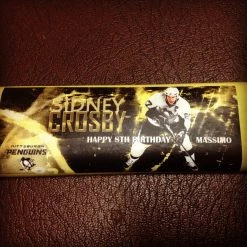 SIDNEY
CROSBY
HAPPY 8TH BIRTHDAY MASSIMO
PITTSBURGH
PENGUINS